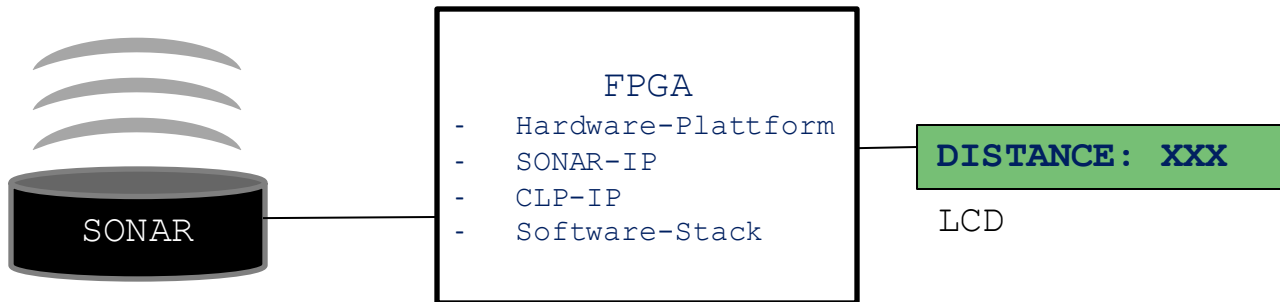 SONAR
FPGA
- Hardware-Plattform
- SONAR-IP
- CLP-IP
- Software-Stack
DISTANCE: XXX
LCD